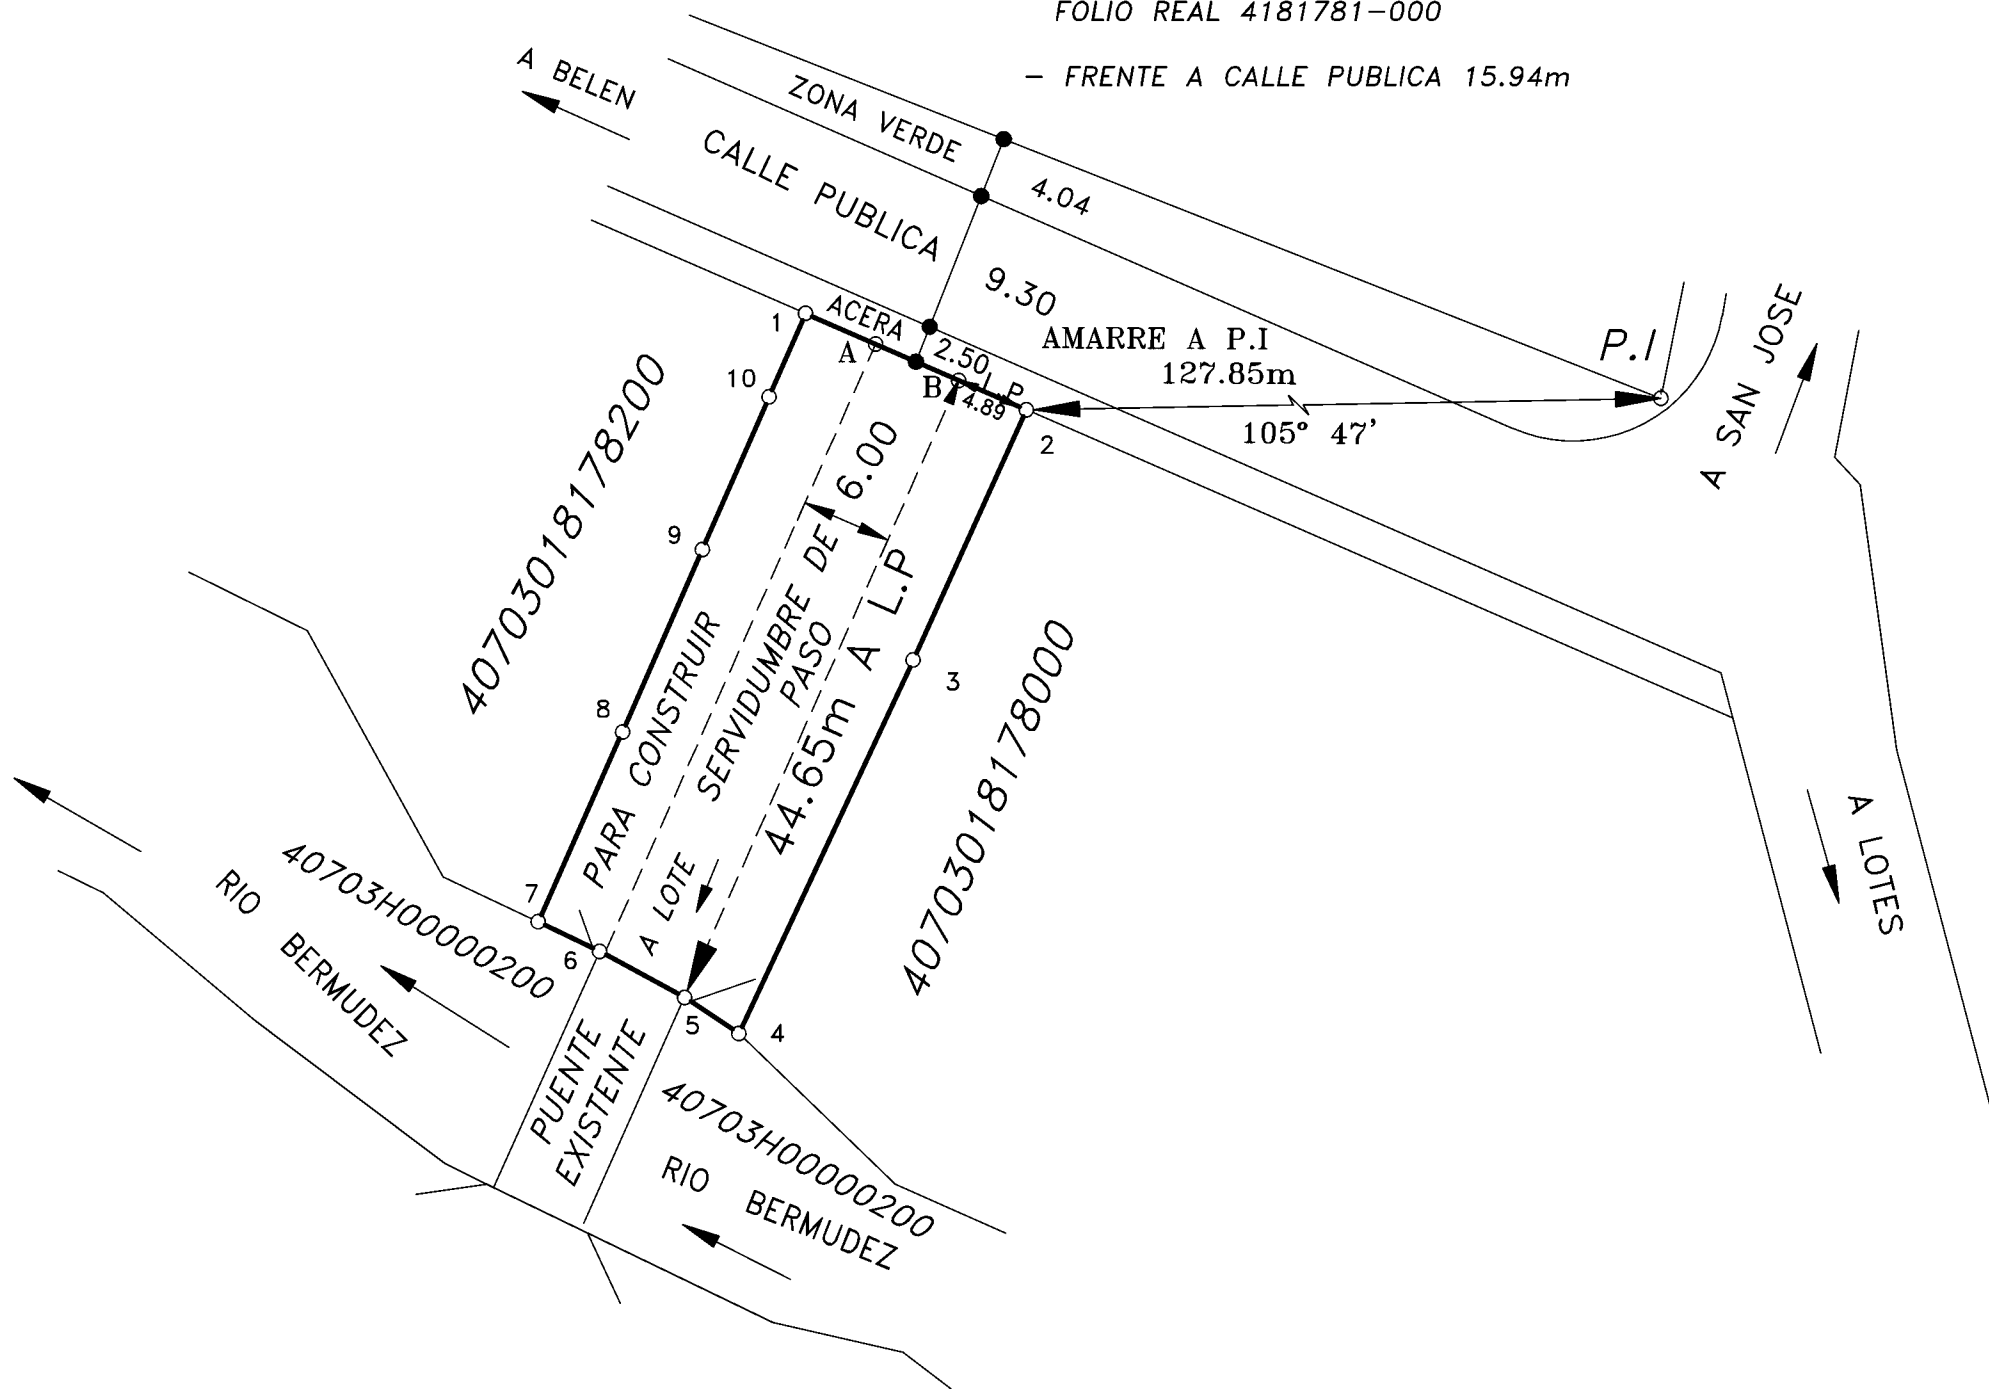 FOLIO REAL 4181781-000
- FRENTE A CALLE PUBLICA 15.94m
A BELEN
ZONA VERDE
CALLE PUBLICA
4.04
9.30
ACERA
2.50
1
A
B
L.P
4.89
AMARRE A P.I
127.85m
105° 47'
P.I
A SAN JOSE
2
10
4070301817178200
6.00
9
SERVIDUMBRE DE
PASO
44.65m A L.P
3
8
PARA CONSTRUIR
4070301817178000
A LOTES
A LOTE
7
6
5
4
40703H00000200
RIO BERMUDEZ
PUENTE
EXISTENTE
40703H00000200
RIO BERMUDEZ